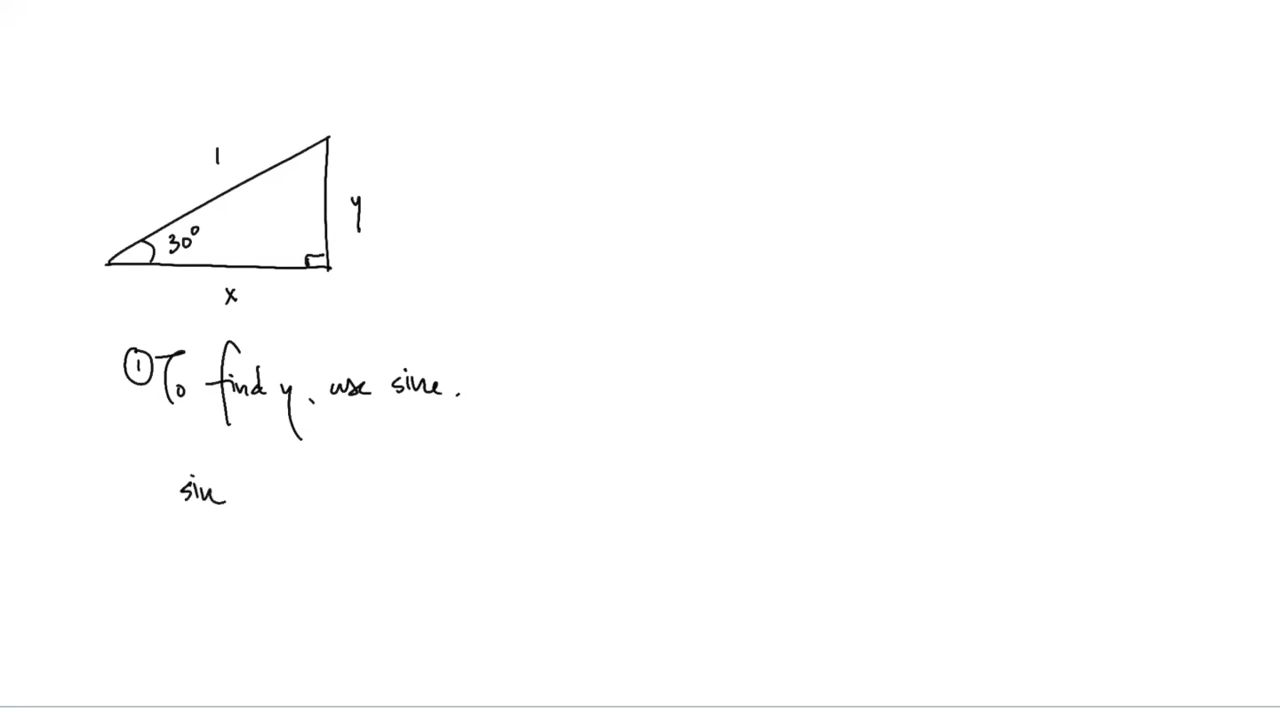 1
y
30°
x
① To find y, use sine.
sin